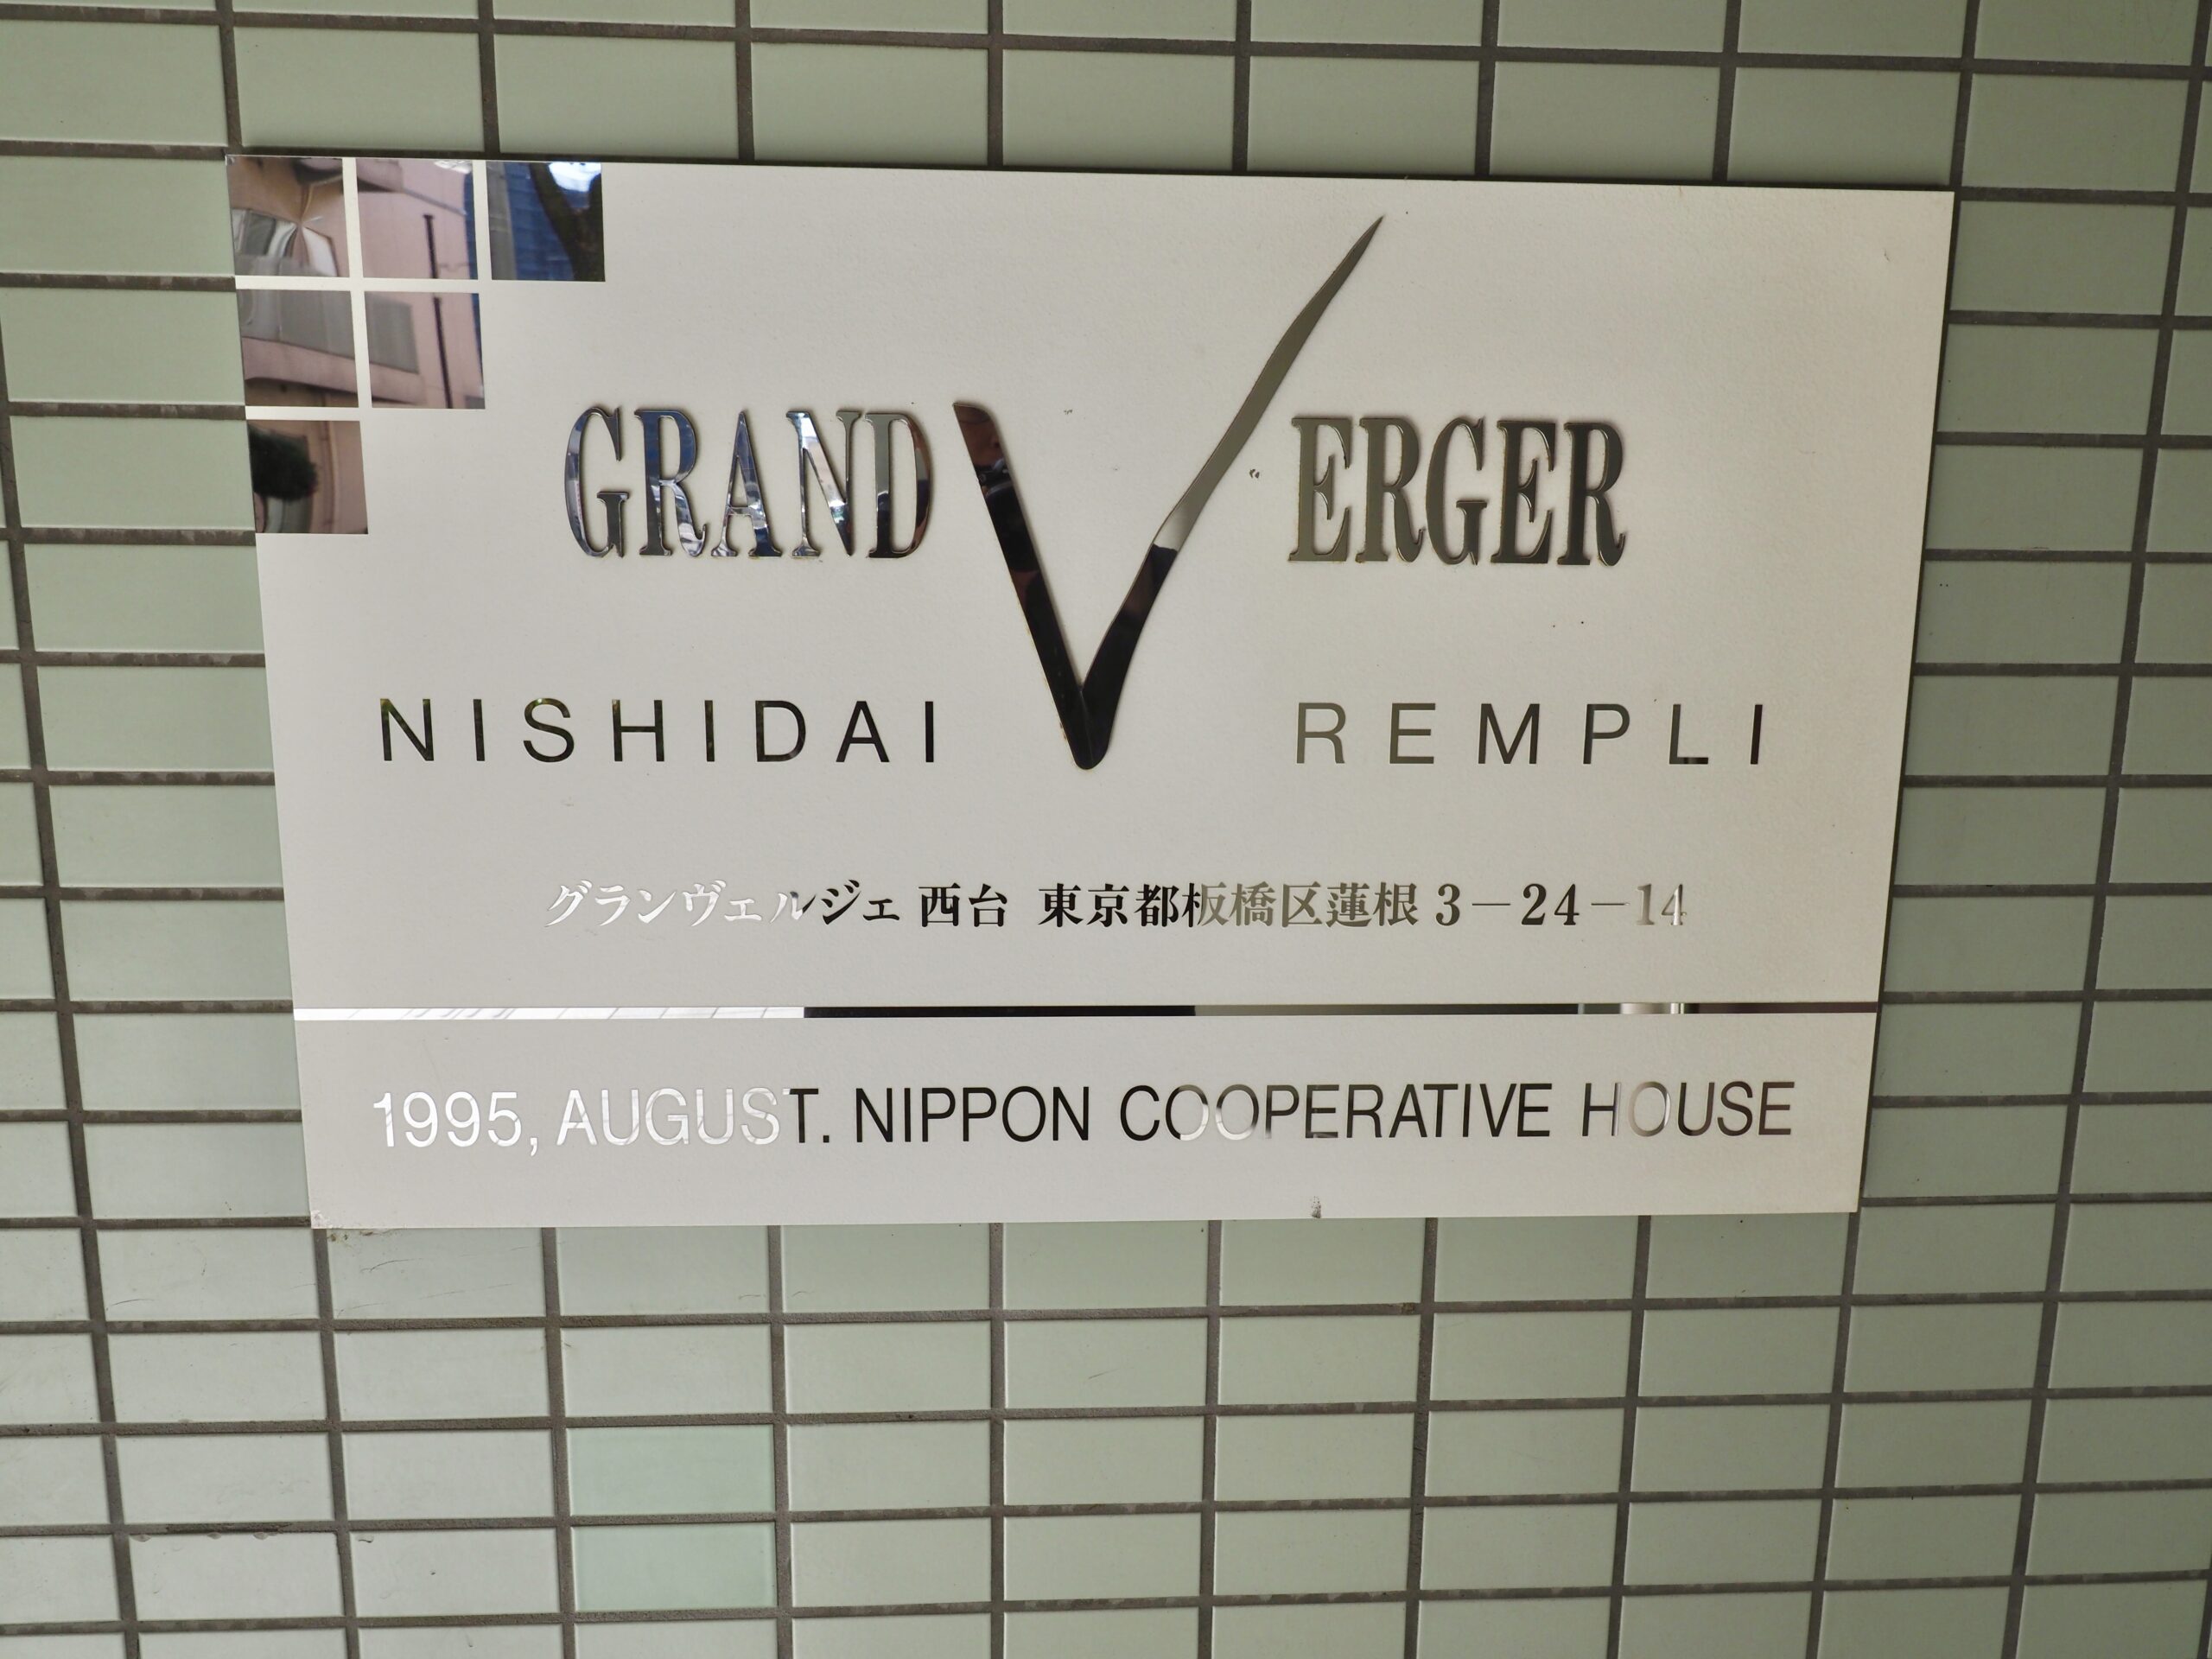 GRAND VERGER
NISHIDAI REMPLI
グランヴェルジェ 西台 東京都板橋区蓮根 3－24－14
1995, AUGUST. NIPPON COOPERATIVE HOUSE